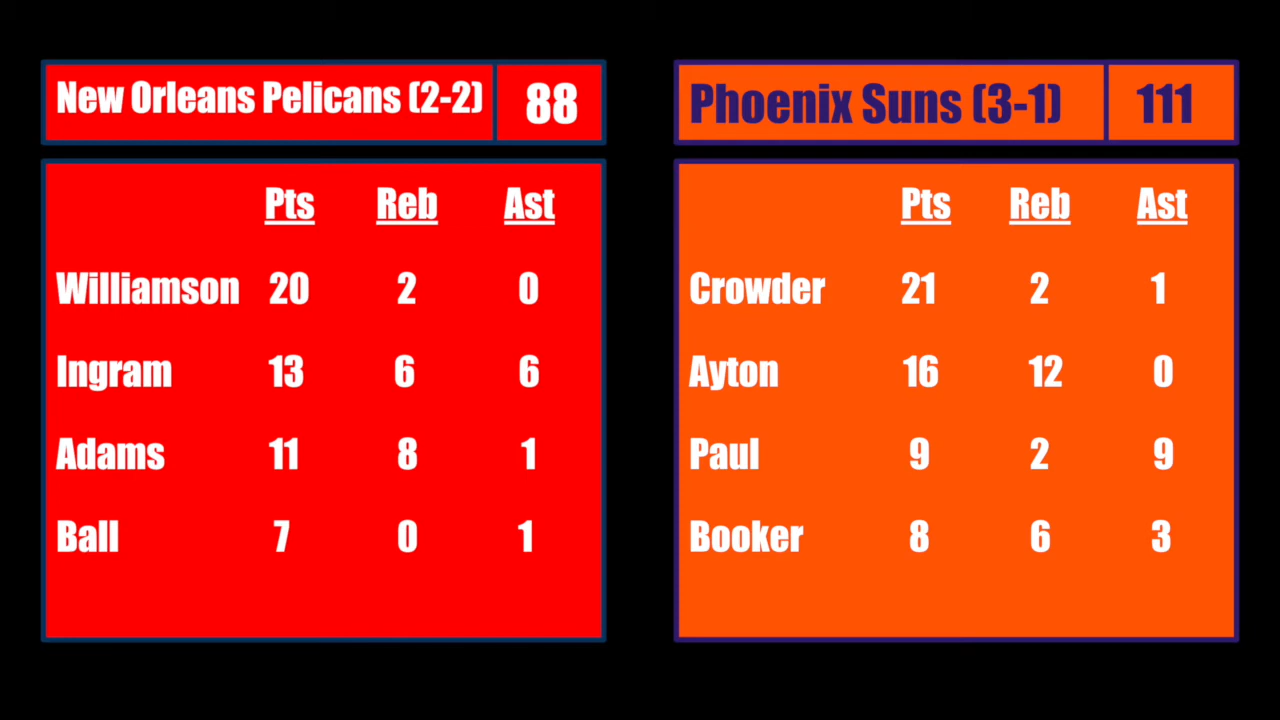 New Orleans Pelicans (2-2) 88
Pts Reb Ast
Williamson 20 2 0
Ingram 13 6 6
Adams 11 8 1
Ball 7 0 1
Phoenix Suns (3-1) 111
Pts Reb Ast
Crowder 21 2 1
Ayton 16 12 0
Paul 9 2 9
Booker 8 6 3